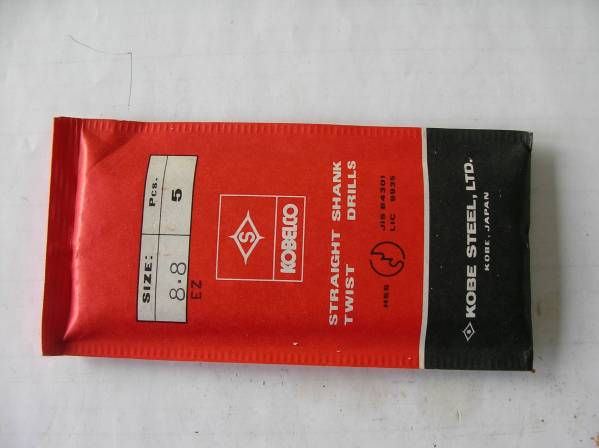 SIZE: Pcs.
8.8 5
EZ
S
KOBELCO
STRAIGHT SHANK
TWIST DRILLS
HSS
JIS B4301
LIC 9935
S KOBE STEEL, LTD.
KOBE, JAPAN